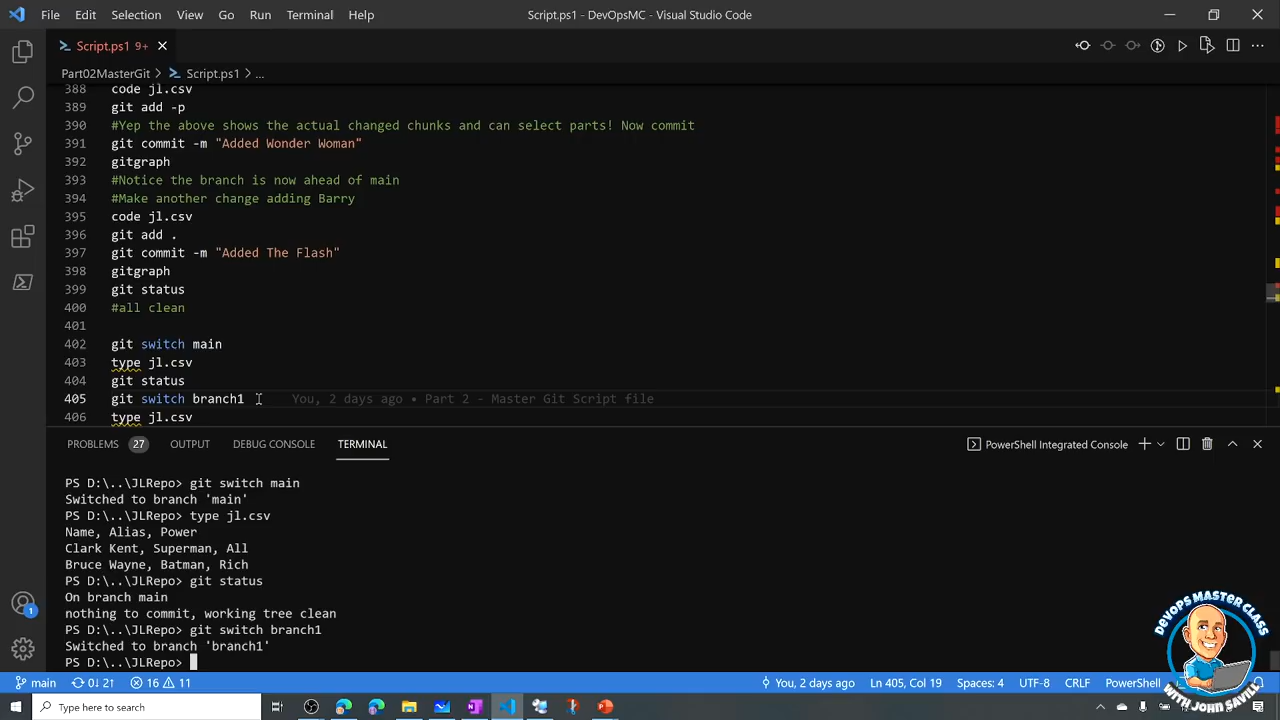 File Edit Selection View Go Run Terminal Help Script.ps1 - DevOpsMC - Visual Studio Code
Script.ps1 9+
Part02MasterGit > Script.ps1 > ...
388 code jl.csv
389 git add -p
390 #Yep the above shows the actual changed chunks and can select parts! Now commit
391 git commit -m "Added Wonder Woman"
392 gitgraph
393 #Notice the branch is now ahead of main
394 #Make another change adding Barry
395 code jl.csv
396 git add .
397 git commit -m "Added The Flash"
398 gitgraph
399 git status
400 #all clean
401
402 git switch main
403 type jl.csv
404 git status
405 git switch branch1 You, 2 days ago • Part 2 - Master Git Script file
406 type jl.csv
PROBLEMS 27 OUTPUT DEBUG CONSOLE TERMINAL PowerShell Integrated Console
PS D:\..\JLRepo> git switch main
Switched to branch 'main'
PS D:\..\JLRepo> type jl.csv
Name, Alias, Power
Clark Kent, Superman, All
Bruce Wayne, Batman, Rich
PS D:\..\JLRepo> git status
On branch main
nothing to commit, working tree clean
PS D:\..\JLRepo> git switch branch1
Switched to branch 'branch1'
PS D:\..\JLRepo>
1
DEVOPS MASTER CLASS
WITH JOHN SAVILL
main 0↓ 2↑ 16 11 You, 2 days ago Ln 405, Col 19 Spaces: 4 UTF-8 CRLF PowerShell
Type here to search